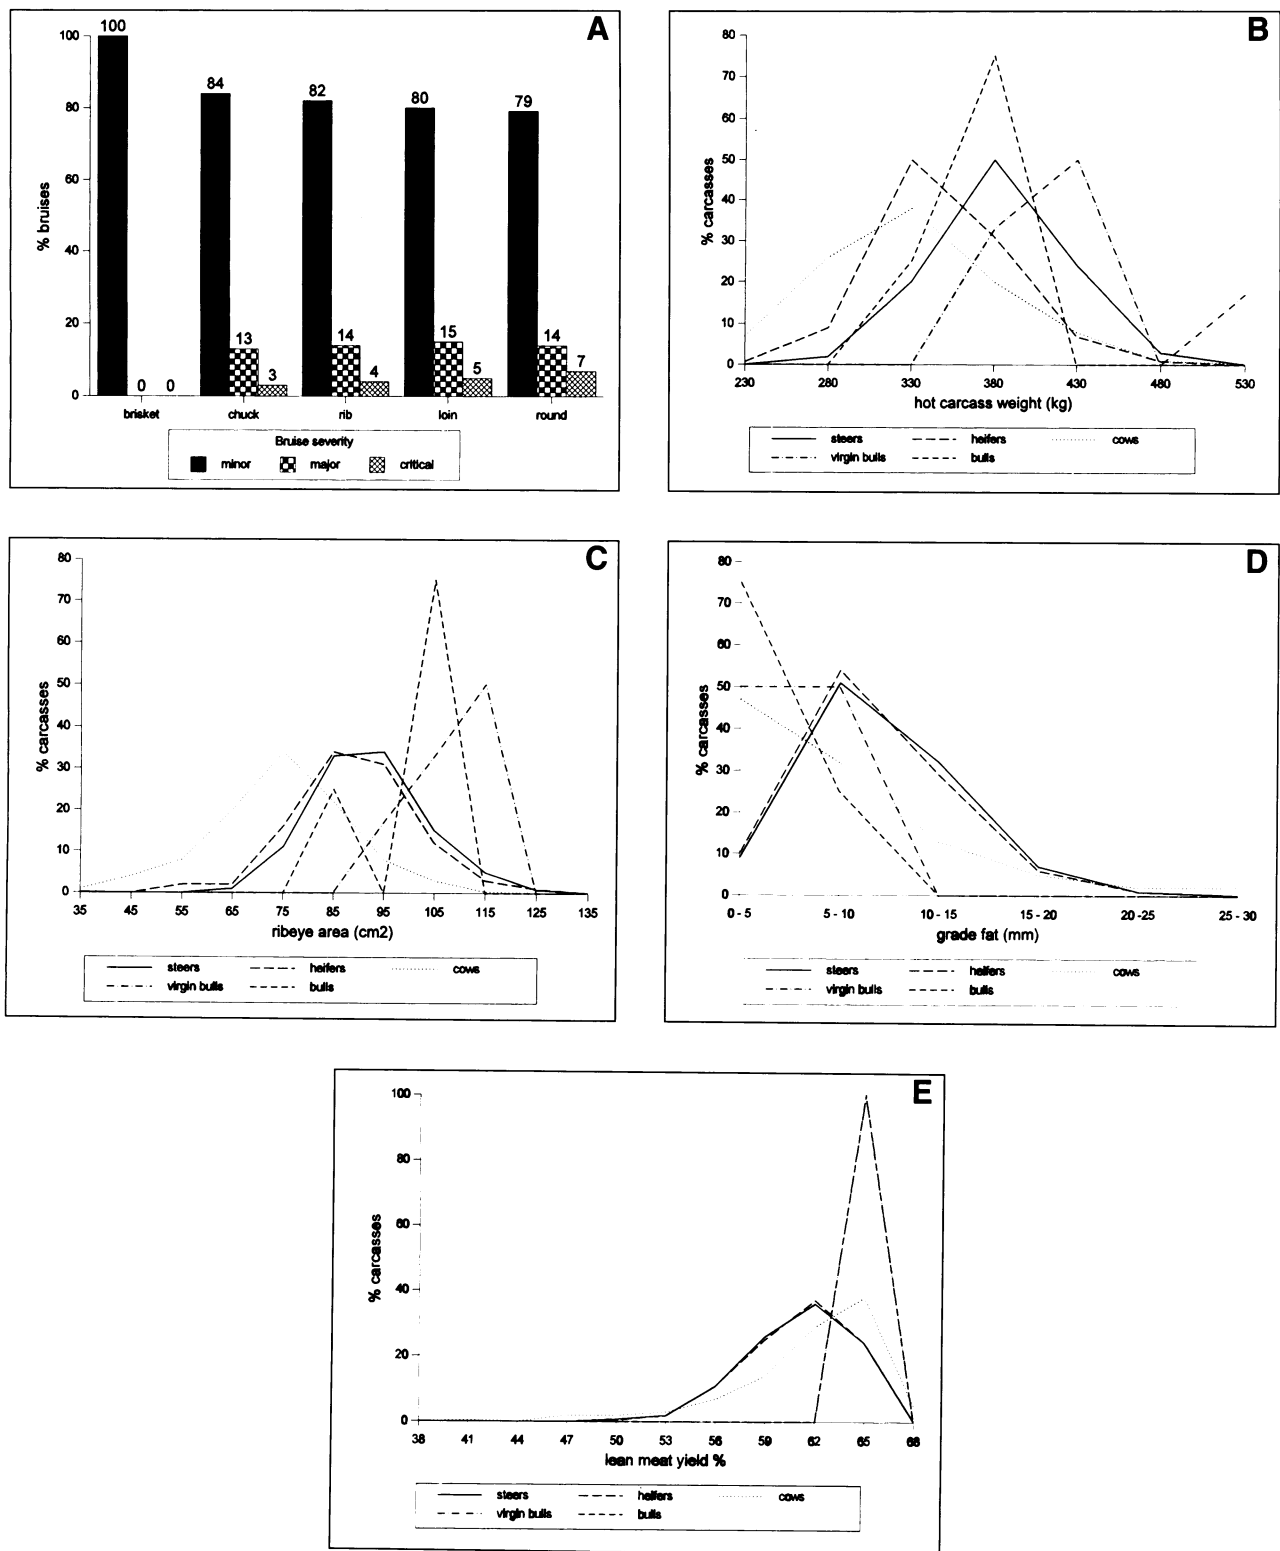 A
100
100
84
82
80
79
80
% bruises
60
40
20
13
14
15
14
0 0
3
4
5
7
0
brisket chuck rib loin round
Bruise severity
minor major critical
B
80
70
60
50
% carcasses
40
30
20
10
0
230 280 330 380 430 480 530
hot carcass weight (kg)
steers heifers cows
virgin bulls bulls
C
80
70
60
50
% carcasses
40
30
20
10
0
35 45 55 65 75 85 95 105 115 125 135
ribeye area (cm2)
steers heifers cows
virgin bulls bulls
D
80
70
60
50
% carcasses
40
30
20
10
0
0 - 5 5 - 10 10 - 15 15 - 20 20 -25 25 - 30
grade fat (mm)
steers heifers cows
virgin bulls bulls
E
100
80
60
% carcasses
40
20
0
38 41 44 47 50 53 56 59 62 65 68
lean meat yield %
steers heifers cows
virgin bulls bulls